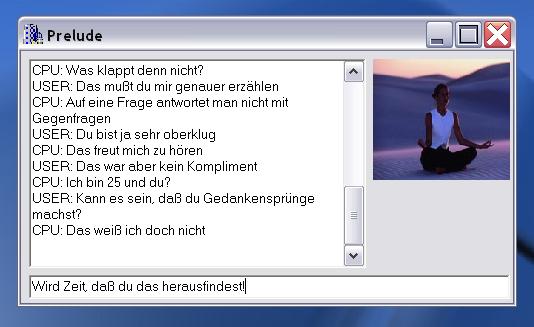 Prelude
CPU: Was klappt denn nicht?
USER: Das mußt du mir genauer erzählen
CPU: Auf eine Frage antwortet man nicht mit
Gegenfragen
USER: Du bist ja sehr oberklug
CPU: Das freut mich zu hören
USER: Das war aber kein Kompliment
CPU: Ich bin 25 und du?
USER: Kann es sein, daß du Gedankensprünge
machst?
CPU: Das weiß ich doch nicht
Wird Zeit, daß du das herausfindest!